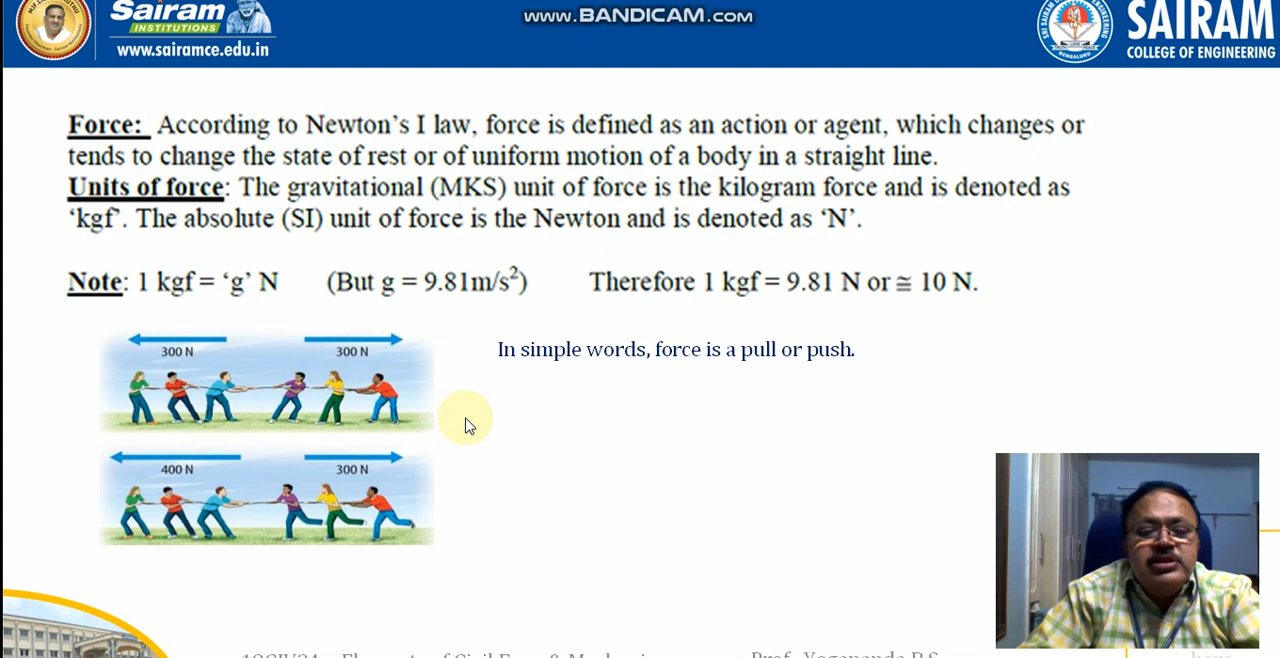 www.BANDICAM.com
Sairam
INSTITUTIONS
www.sairamce.edu.in
SAIRAM
COLLEGE OF ENGINEERING
BENGALURU
Force: According to Newton's I law, force is defined as an action or agent, which changes or
tends to change the state of rest or of uniform motion of a body in a straight line.
Units of force: The gravitational (MKS) unit of force is the kilogram force and is denoted as
'kgf'. The absolute (SI) unit of force is the Newton and is denoted as 'N'.
Note: 1 kgf = 'g' N (But g = 9.81m/s²) Therefore 1 kgf = 9.81 N or ≅ 10 N.
300 N 300 N
In simple words, force is a pull or push.
400 N 300 N